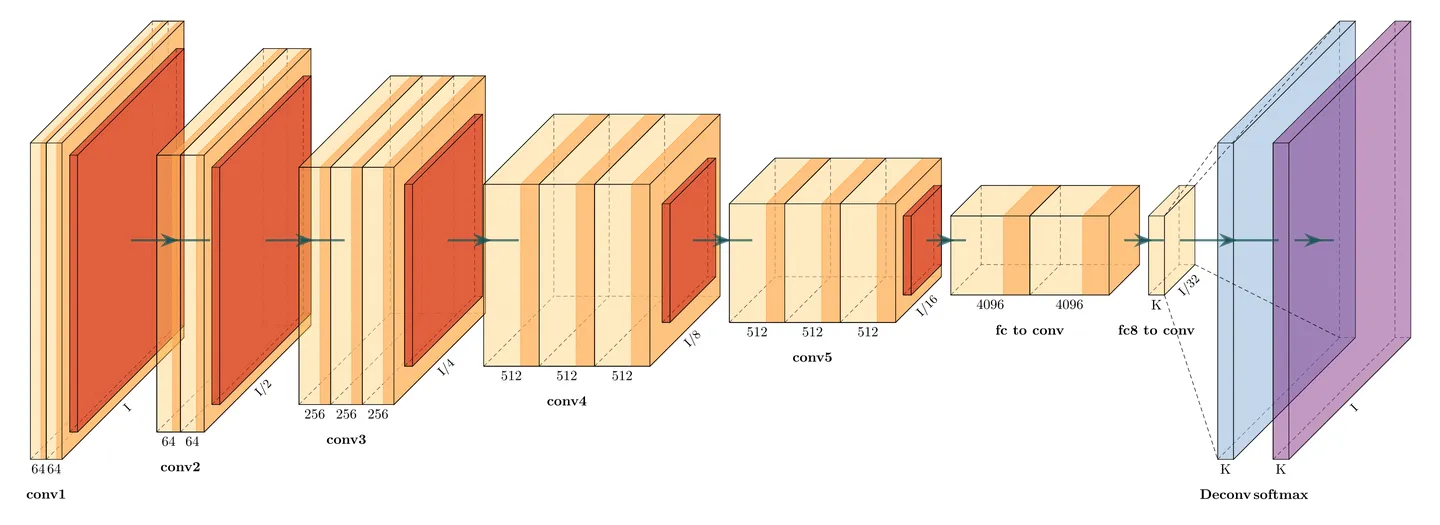 64 64
I
conv1
64 64
I/2
conv2
256 256 256
I/4
conv3
512 512 512
I/8
conv4
512 512 512
I/16
conv5
4096 4096
fc to conv
K
I/32
fc8 to conv
K
Deconv
K
I
softmax